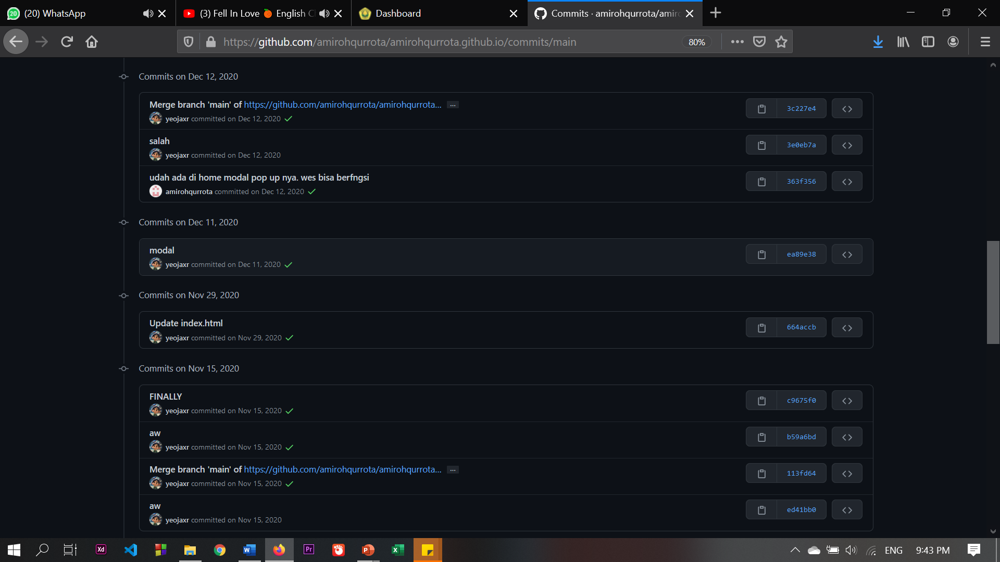 (20) WhatsApp
(3) Fell In Love 🍊 English C
Dashboard
Commits · amirohqurrota/amiro
https://github.com/amirohqurrota/amirohqurrota.github.io/commits/main
80%
Commits on Dec 12, 2020
Merge branch 'main' of https://github.com/amirohqurrota/amirohqurrota... ...
3c227e4
yeojaxr committed on Dec 12, 2020
salah
3e0eb7a
yeojaxr committed on Dec 12, 2020
udah ada di home modal pop up nya. wes bisa berfngsi
363f356
amirohqurrota committed on Dec 12, 2020
Commits on Dec 11, 2020
modal
ea89e38
yeojaxr committed on Dec 11, 2020
Commits on Nov 29, 2020
Update index.html
664accb
yeojaxr committed on Nov 29, 2020
Commits on Nov 15, 2020
FINALLY
c9675f0
yeojaxr committed on Nov 15, 2020
aw
b59a6bd
yeojaxr committed on Nov 15, 2020
Merge branch 'main' of https://github.com/amirohqurrota/amirohqurrota... ...
113fd64
yeojaxr committed on Nov 15, 2020
aw
ed41bb0
yeojaxr committed on Nov 15, 2020
ENG
9:43 PM